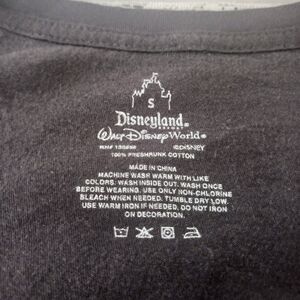 S
Disneyland®
RESORT
Walt Disney World®
©DISNEY
100% PRESHRUNK COTTON
MADE IN CHINA
MACHINE WASH WARM WITH LIKE
COLORS. WASH INSIDE OUT. WASH ONCE
BEFORE WEARING. USE ONLY NON-CHLORINE
BLEACH WHEN NEEDED. TUMBLE DRY LOW.
USE WARM IRON IF NEEDED. DO NOT IRON
ON DECORATION.